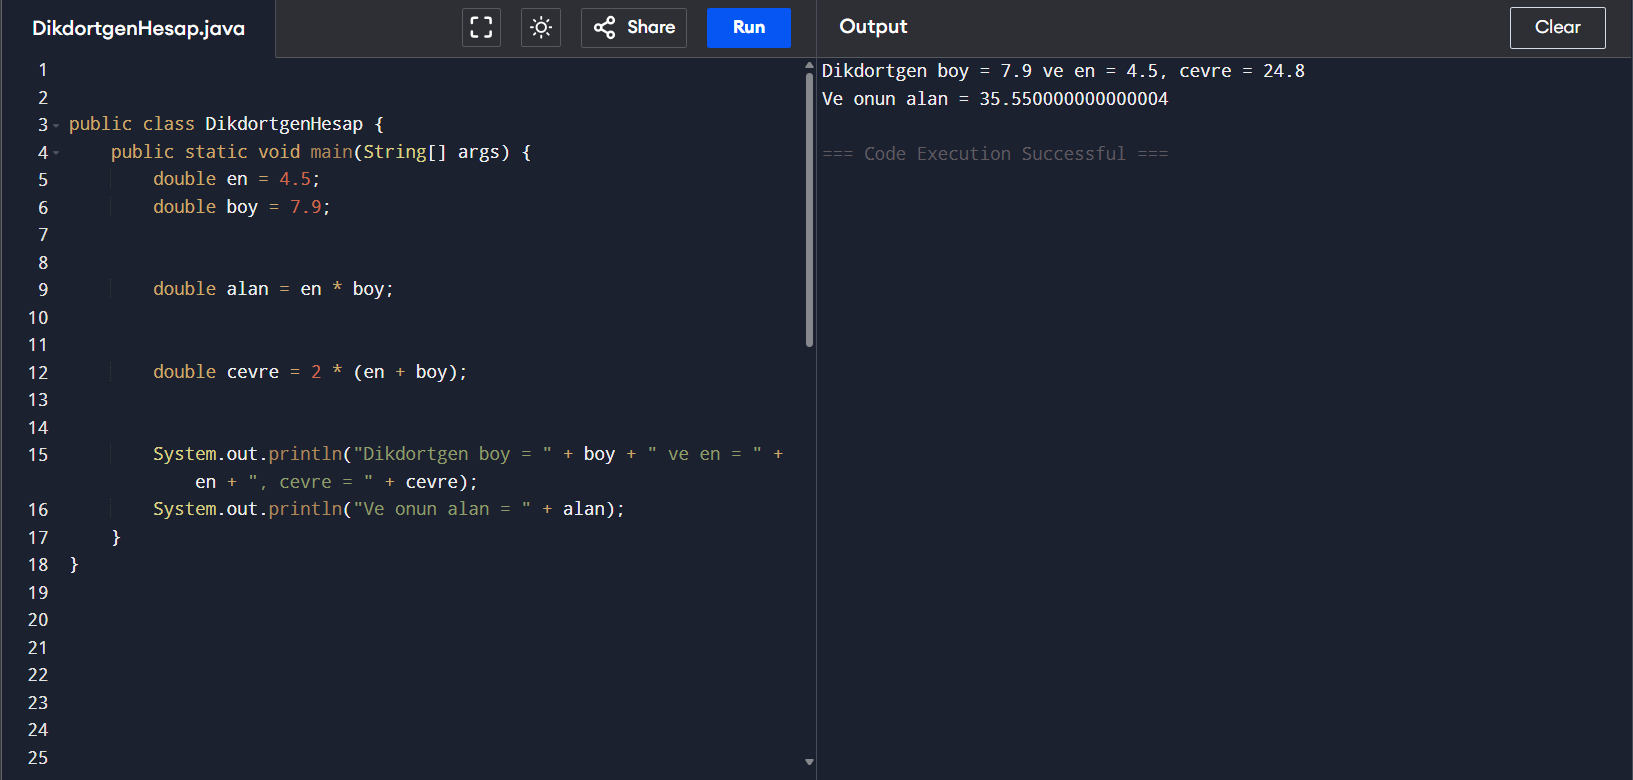 DikdortgenHesap.java
Share
Run
Output
Clear
1
2
3 public class DikdortgenHesap {
4 public static void main(String[] args) {
5 double en = 4.5;
6 double boy = 7.9;
7
8
9 double alan = en * boy;
10
11
12 double cevre = 2 * (en + boy);
13
14
15 System.out.println("Dikdortgen boy = " + boy + " ve en = " +
en + ", cevre = " + cevre);
16 System.out.println("Ve onun alan = " + alan);
17 }
18 }
19
20
21
22
23
24
25
Dikdortgen boy = 7.9 ve en = 4.5, cevre = 24.8
Ve onun alan = 35.550000000000004
=== Code Execution Successful ===